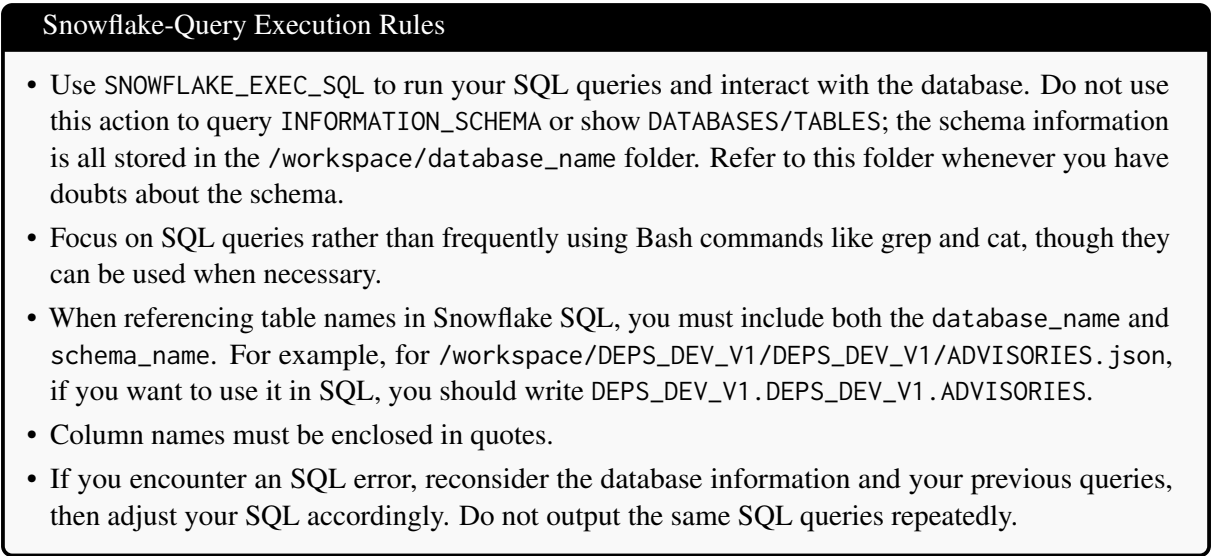 Snowflake-Query Execution Rules
• Use SNOWFLAKE_EXEC_SQL to run your SQL queries and interact with the database. Do not use
this action to query INFORMATION_SCHEMA or show DATABASES/TABLES; the schema information
is all stored in the /workspace/database_name folder. Refer to this folder whenever you have
doubts about the schema.
• Focus on SQL queries rather than frequently using Bash commands like grep and cat, though they
can be used when necessary.
• When referencing table names in Snowflake SQL, you must include both the database_name and
schema_name. For example, for /workspace/DEPS_DEV_V1/DEPS_DEV_V1/ADVISORIES.json,
if you want to use it in SQL, you should write DEPS_DEV_V1.DEPS_DEV_V1.ADVISORIES.
• Column names must be enclosed in quotes.
• If you encounter an SQL error, reconsider the database information and your previous queries,
then adjust your SQL accordingly. Do not output the same SQL queries repeatedly.